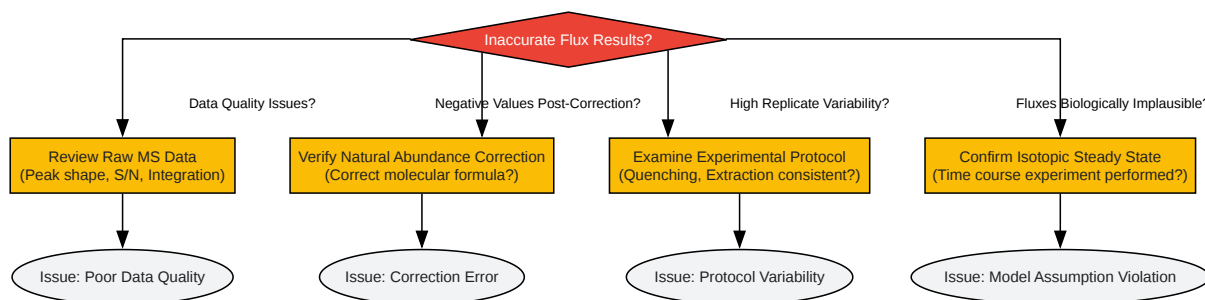 Inaccurate Flux Results?
Data Quality Issues?
Negative Values Post-Correction?
High Replicate Variability?
Fluxes Biologically Implausible?
Review Raw MS Data
(Peak shape, S/N, Integration)
Verify Natural Abundance Correction
(Correct molecular formula?)
Examine Experimental Protocol
(Quenching, Extraction consistent?)
Confirm Isotopic Steady State
(Time course experiment performed?)
Issue: Poor Data Quality
Issue: Correction Error
Issue: Protocol Variability
Issue: Model Assumption Violation